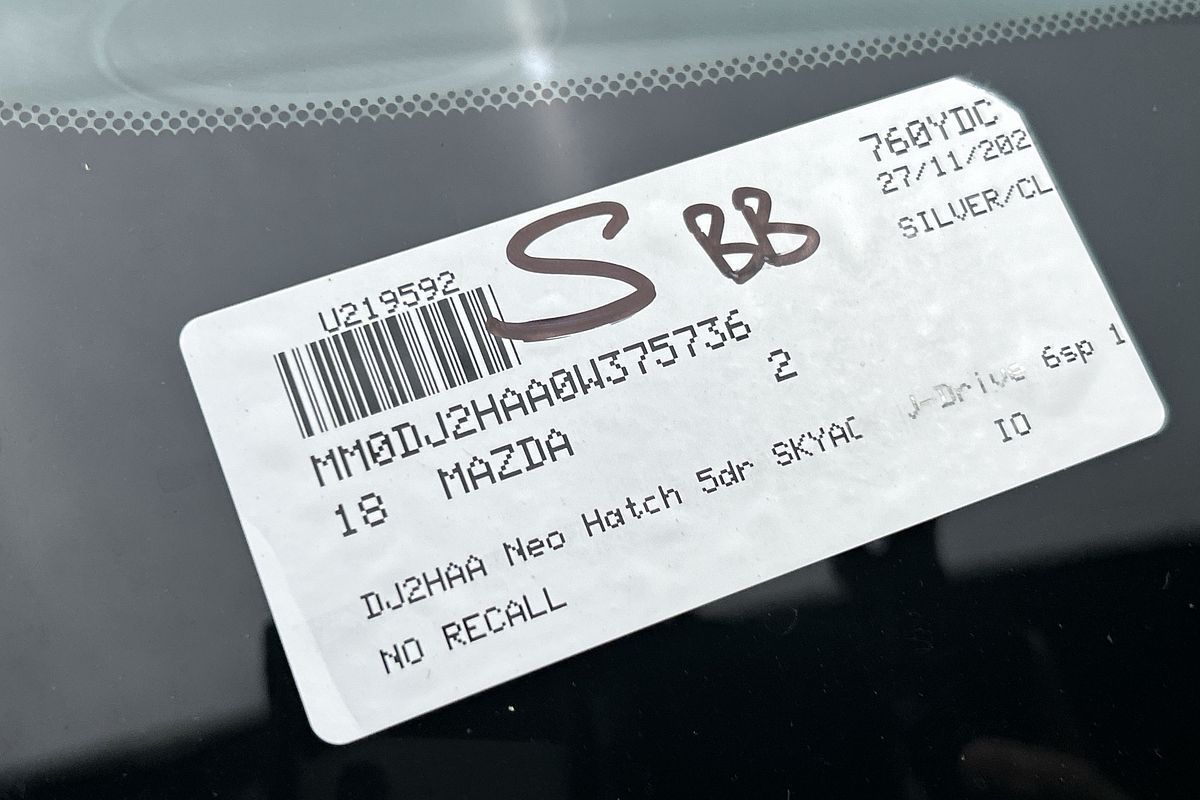 760YDC
27/11/202
SILVER/CL
S BB
U219592
MM0DJ2HAA0W375736
18 MAZDA 2
DJ2HAA Neo Hatch 5dr SKYAC -Drive 6sp 1
IO
NO RECALL